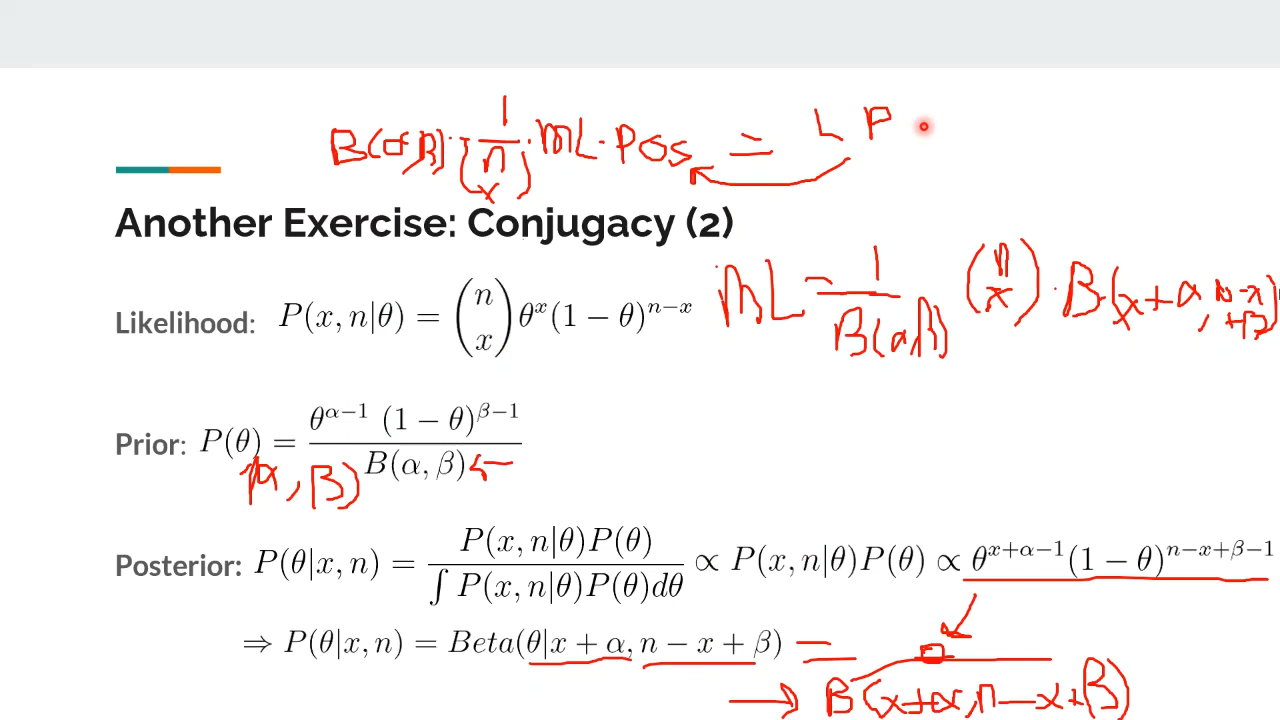 B(α,β) · 1/(n x) · ML · POS = L P
Another Exercise: Conjugacy (2)
ML = 1/B(α,β) (n x) · B(x+α, n-x+β)
Likelihood: P(x, n|θ) = (n x) θ^x (1 − θ)^{n−x}
Prior: P(θ) = θ^{α−1} (1 − θ)^{β−1} / B(α, β)
α, β)
Posterior: P(θ|x, n) = P(x, n|θ)P(θ) / ∫ P(x, n|θ)P(θ)dθ ∝ P(x, n|θ)P(θ) ∝ θ^{x+α−1}(1 − θ)^{n−x+β−1}
⇒ P(θ|x, n) = Beta(θ|x + α, n − x + β) =
→ B(x+α, n-x+β)